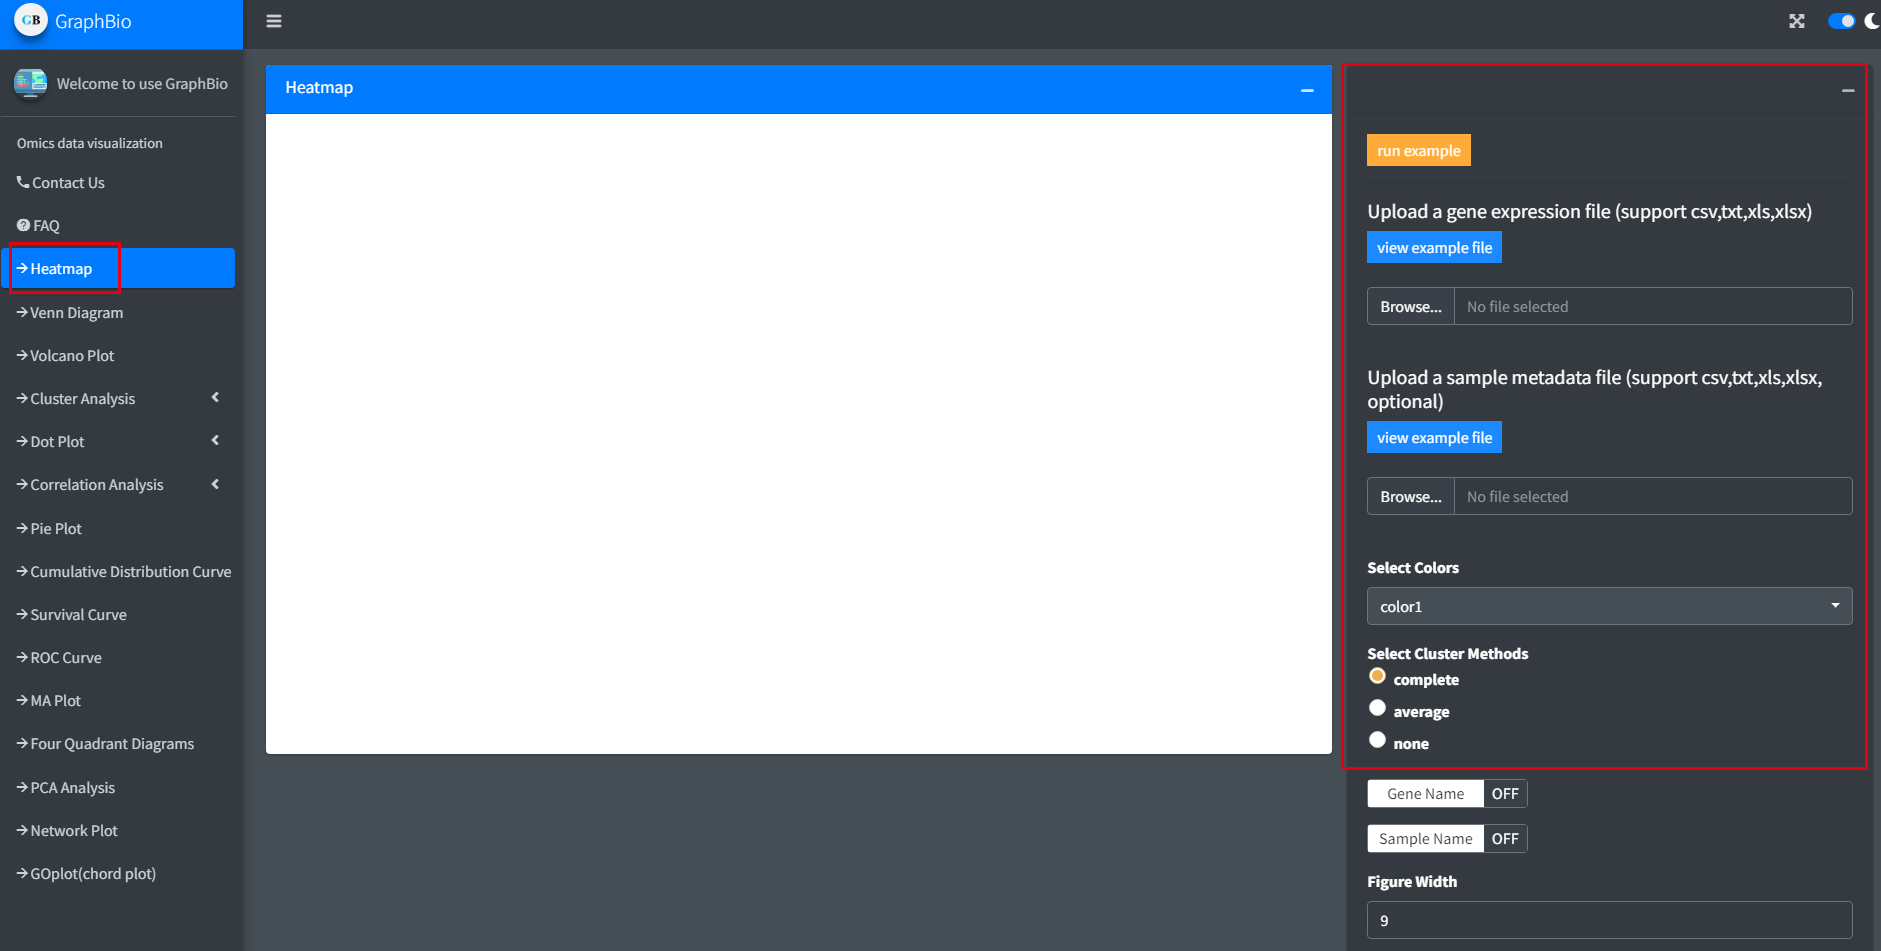 GB GraphBio
Welcome to use GraphBio
Omics data visualization
Contact Us
FAQ
Heatmap
Venn Diagram
Volcano Plot
Cluster Analysis
Dot Plot
Correlation Analysis
Pie Plot
Cumulative Distribution Curve
Survival Curve
ROC Curve
MA Plot
Four Quadrant Diagrams
PCA Analysis
Network Plot
GOplot(chord plot)
Heatmap
run example
Upload a gene expression file (support csv,txt,xls,xlsx)
view example file
Browse... No file selected
Upload a sample metadata file (support csv,txt,xls,xlsx,
optional)
view example file
Browse... No file selected
Select Colors
color1
Select Cluster Methods
complete
average
none
Gene Name OFF
Sample Name OFF
Figure Width
9